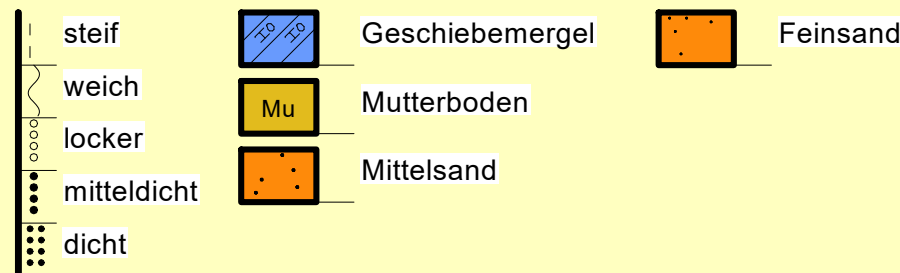 steif
weich
locker
mitteldicht
dicht
Geschiebemergel
Mu
Mutterboden
Mittelsand
Feinsand